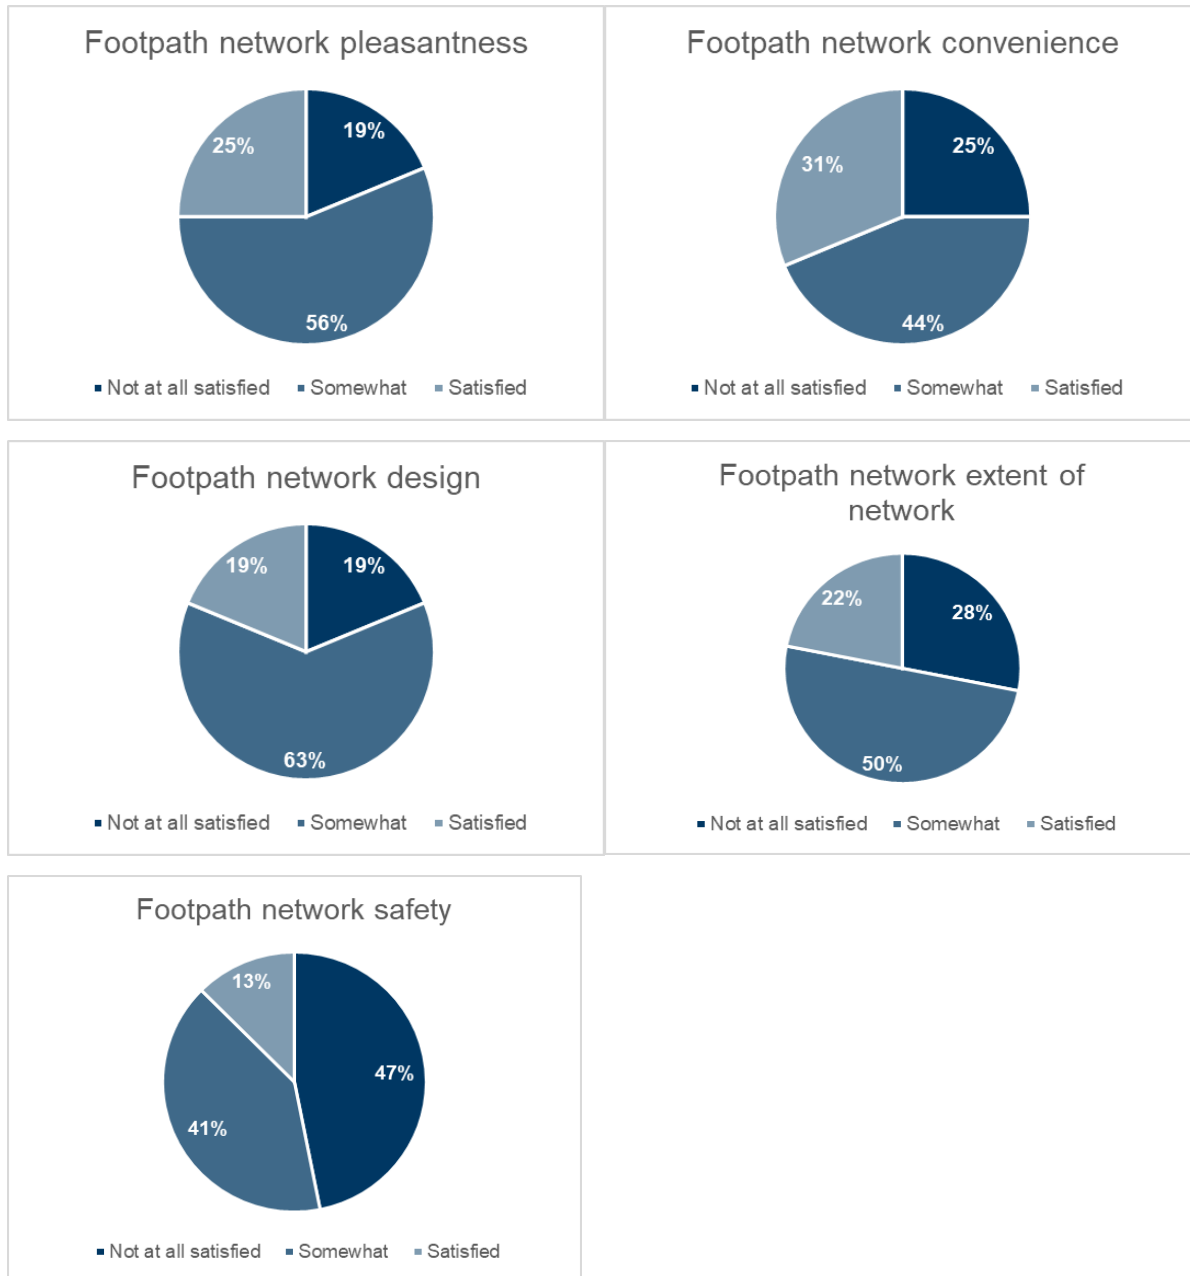 Footpath network pleasantness
19%
25%
56%
Not at all satisfied Somewhat Satisfied
Footpath network convenience
25%
31%
44%
Not at all satisfied Somewhat Satisfied
Footpath network design
19% 19%
63%
Not at all satisfied Somewhat Satisfied
Footpath network extent of
network
22% 28%
50%
Not at all satisfied Somewhat Satisfied
Footpath network safety
13%
47%
41%
Not at all satisfied Somewhat Satisfied